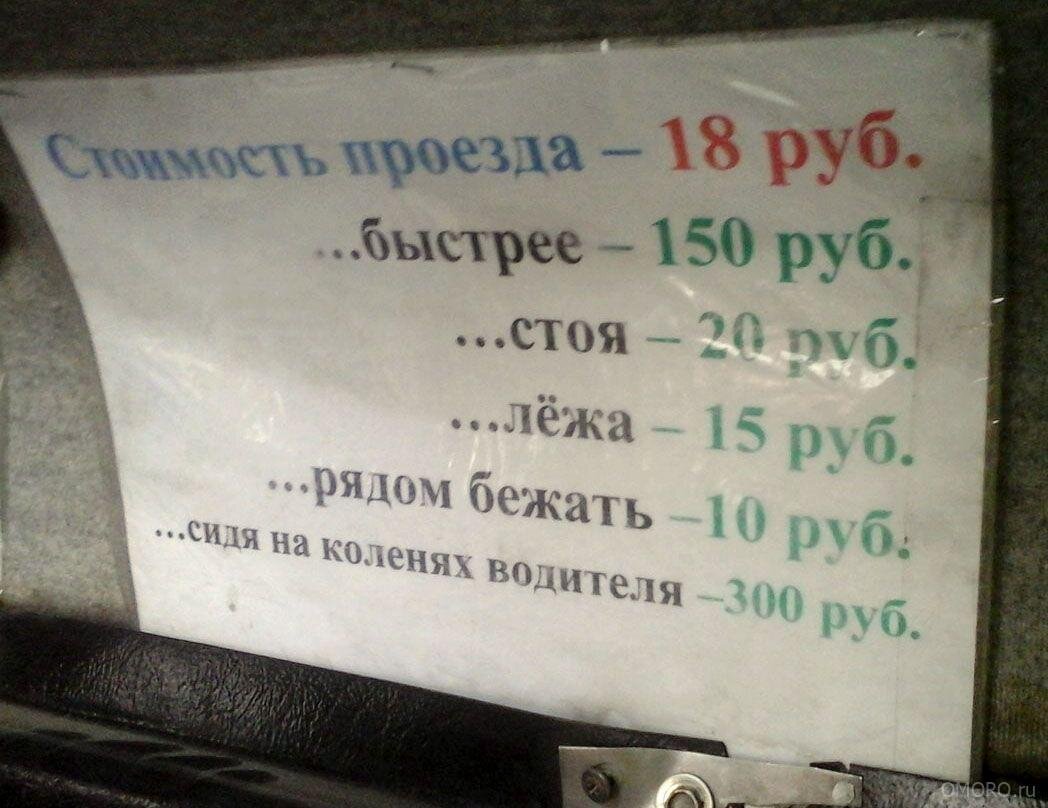 Стоимость проезда – 18 руб.
...быстрее – 150 руб.
...стоя – 20 руб.
...лёжа – 15 руб.
...рядом бежать –10 руб.
...сидя на коленях водителя –300 руб.
OMORO.ru